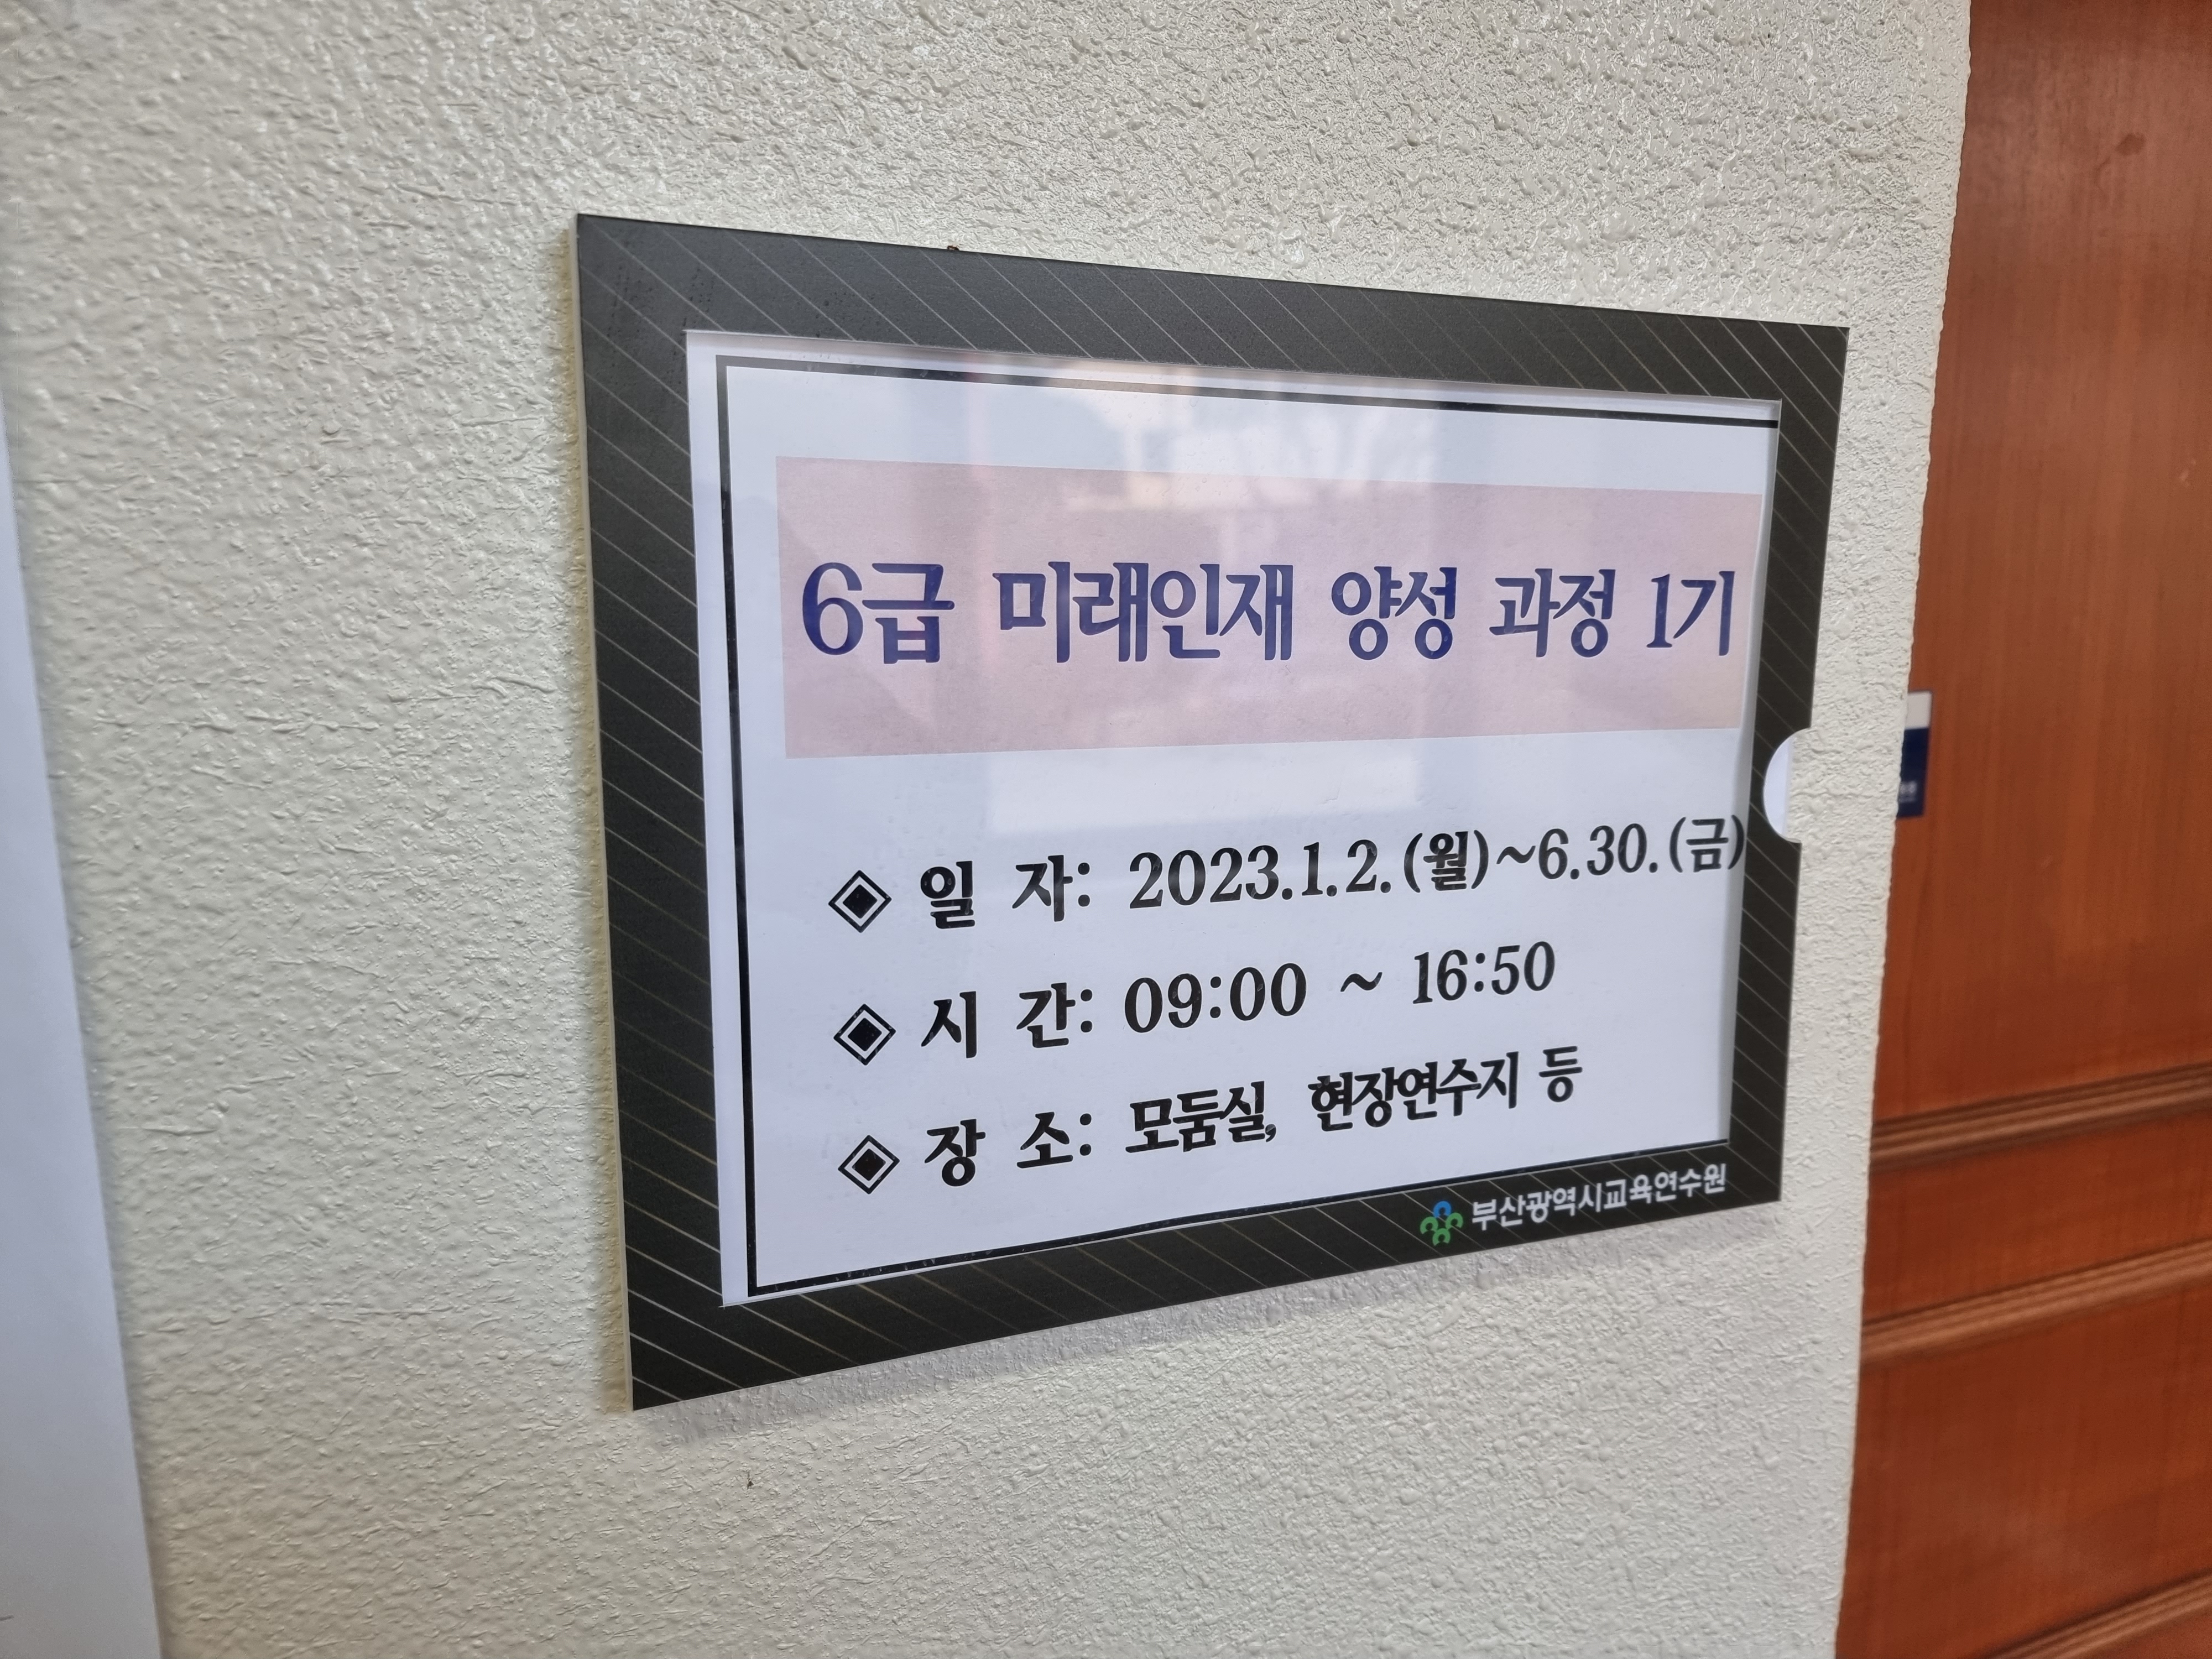 6급 미래인재 양성 과정 1기
◈ 일 자: 2023.1.2.(월)~6.30.(금)
◈ 시 간: 09:00 ~ 16:50
◈ 장 소: 모둠실, 현장연수지 등
부산광역시교육연수원